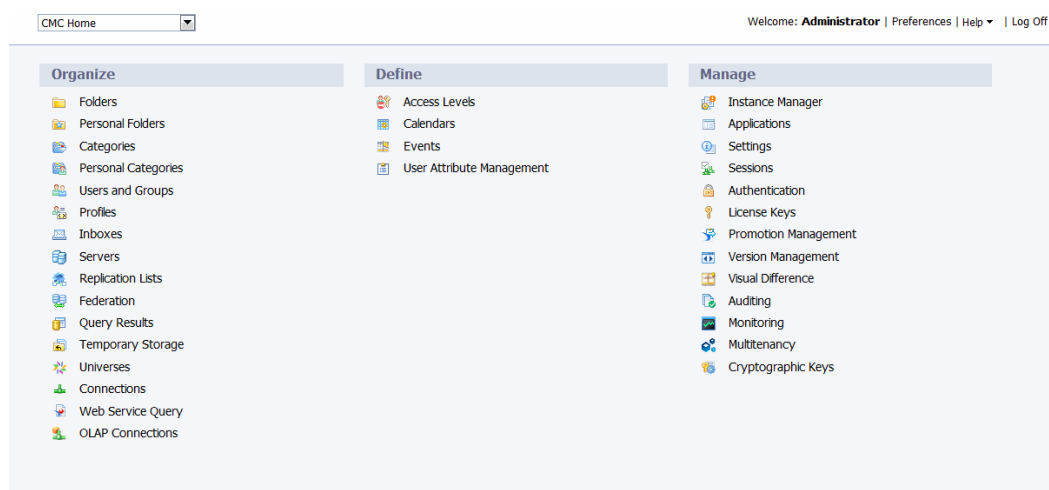 CMC Home
Welcome: Administrator | Preferences | Help | Log Off
Organize
Folders
Personal Folders
Categories
Personal Categories
Users and Groups
Profiles
Inboxes
Servers
Replication Lists
Federation
Query Results
Temporary Storage
Universes
Connections
Web Service Query
OLAP Connections
Define
Access Levels
Calendars
Events
User Attribute Management
Manage
Instance Manager
Applications
Settings
Sessions
Authentication
License Keys
Promotion Management
Version Management
Visual Difference
Auditing
Monitoring
Multitenancy
Cryptographic Keys